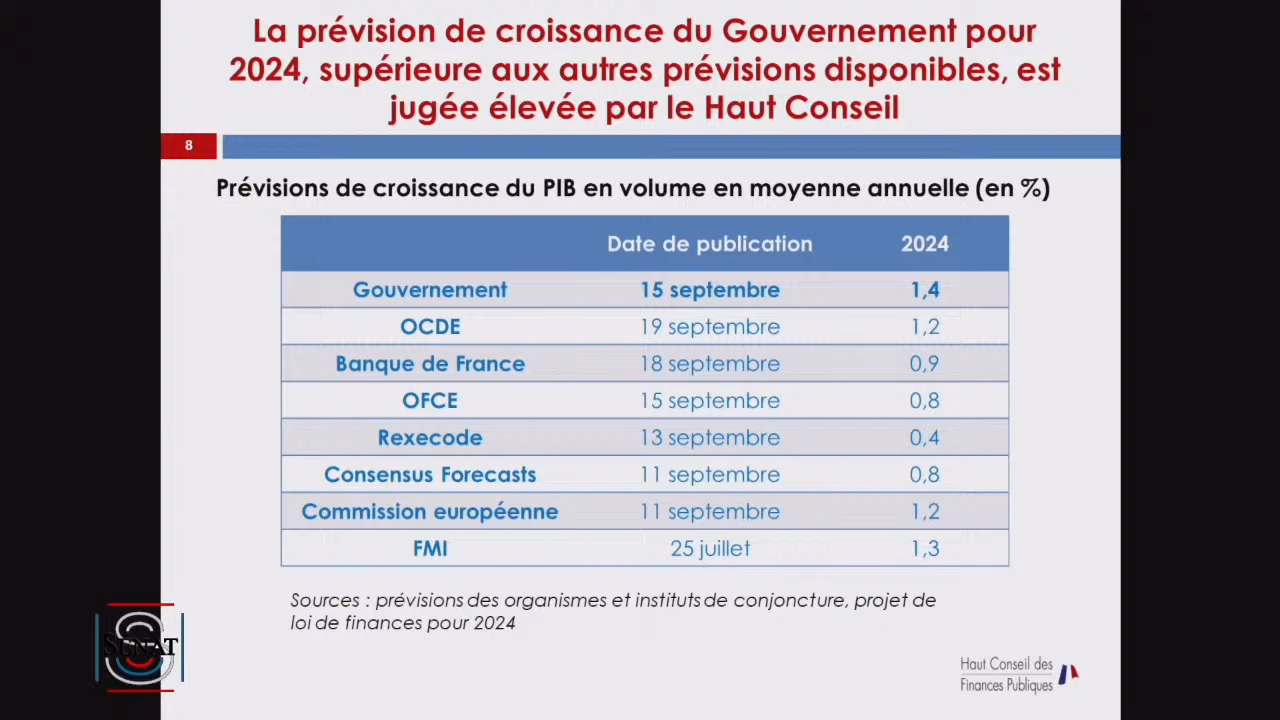 La prévision de croissance du Gouvernement pour
2024, supérieure aux autres prévisions disponibles, est
jugée élevée par le Haut Conseil
8
Prévisions de croissance du PIB en volume en moyenne annuelle (en %)
Date de publication 2024
Gouvernement 15 septembre 1,4
OCDE 19 septembre 1,2
Banque de France 18 septembre 0,9
OFCE 15 septembre 0,8
Rexecode 13 septembre 0,4
Consensus Forecasts 11 septembre 0,8
Commission européenne 11 septembre 1,2
FMI 25 juillet 1,3
Sources : prévisions des organismes et instituts de conjoncture, projet de
loi de finances pour 2024
SENAT
Haut Conseil des
Finances Publiques